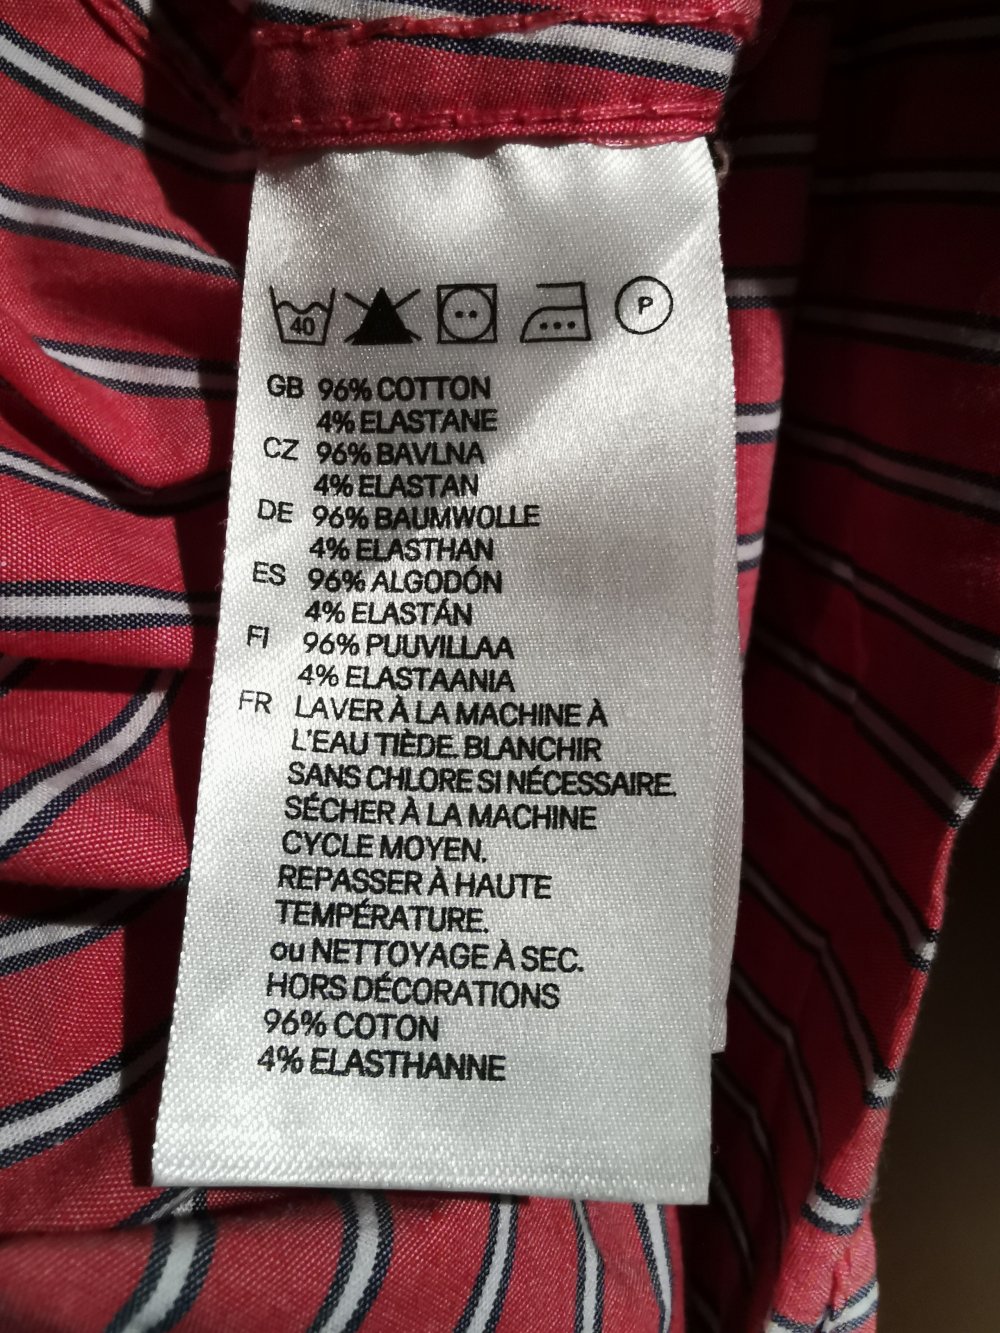 40 P
GB 96% COTTON
4% ELASTANE
CZ 96% BAVLNA
4% ELASTAN
DE 96% BAUMWOLLE
4% ELASTHAN
ES 96% ALGODÓN
4% ELASTÁN
FI 96% PUUVILLAA
4% ELASTAANIA
FR LAVER À LA MACHINE À
L'EAU TIÈDE. BLANCHIR
SANS CHLORE SI NÉCESSAIRE.
SÉCHER À LA MACHINE
CYCLE MOYEN.
REPASSER À HAUTE
TEMPÉRATURE.
ou NETTOYAGE À SEC.
HORS DÉCORATIONS
96% COTON
4% ELASTHANNE